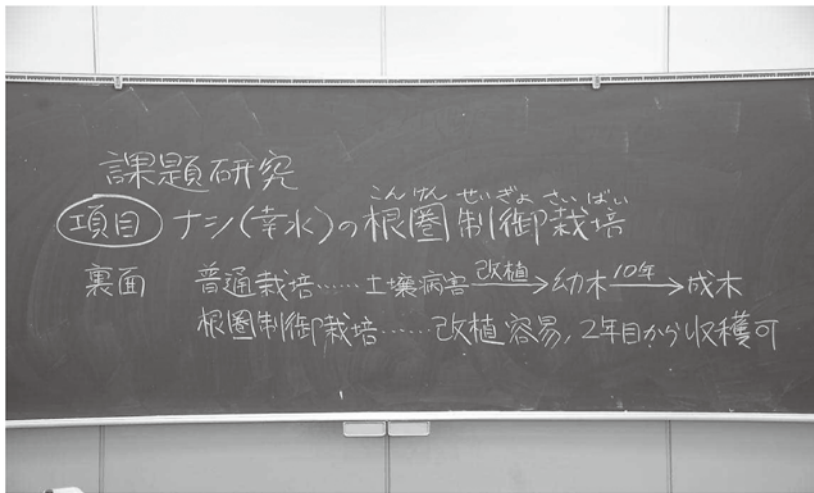 課題研究
こんけん せいぎょ さいばい
項目 ナシ(幸水)の根圏制御栽培
裏面 普通栽培……土壌病害 改植→幼木 10年→成木
根圏制御栽培……改植容易,2年目から収穫可